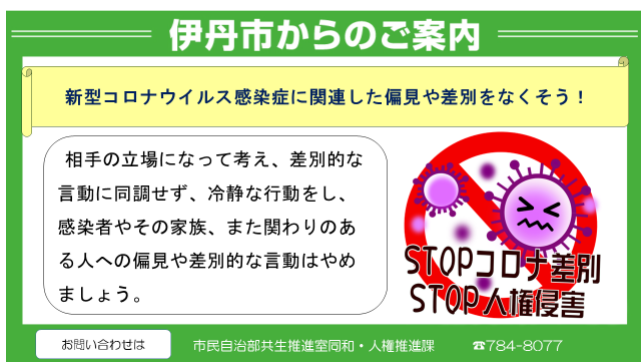 伊丹市からのご案内
新型コロナウイルス感染症に関連した偏見や差別をなくそう！
相手の立場になって考え、差別的な
言動に同調せず、冷静な行動をし、
感染者やその家族、また関わりのあ
る人への偏見や差別的な言動はやめ
ましょう。
STOPコロナ差別
STOP人権侵害
お問い合わせは 市民自治部共生推進室同和・人権推進課 ☎784-8077